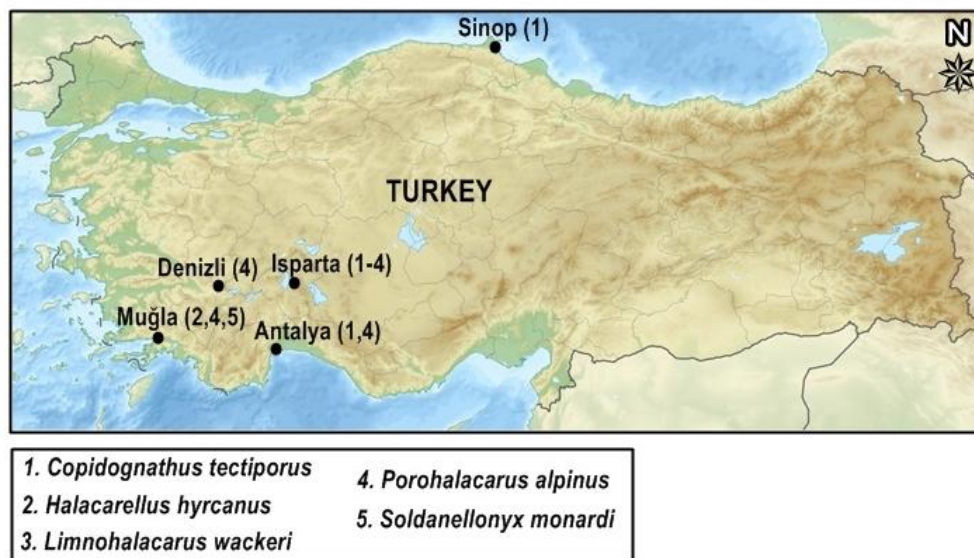 Sinop (1)
N
TURKEY
Denizli (4)
Isparta (1-4)
Muğla (2,4,5)
Antalya (1,4)
1. Copidognathus tectiporus
2. Halacarellus hyrcanus
3. Limnohalacarus wackeri
4. Porohalacarus alpinus
5. Soldanellonyx monardi